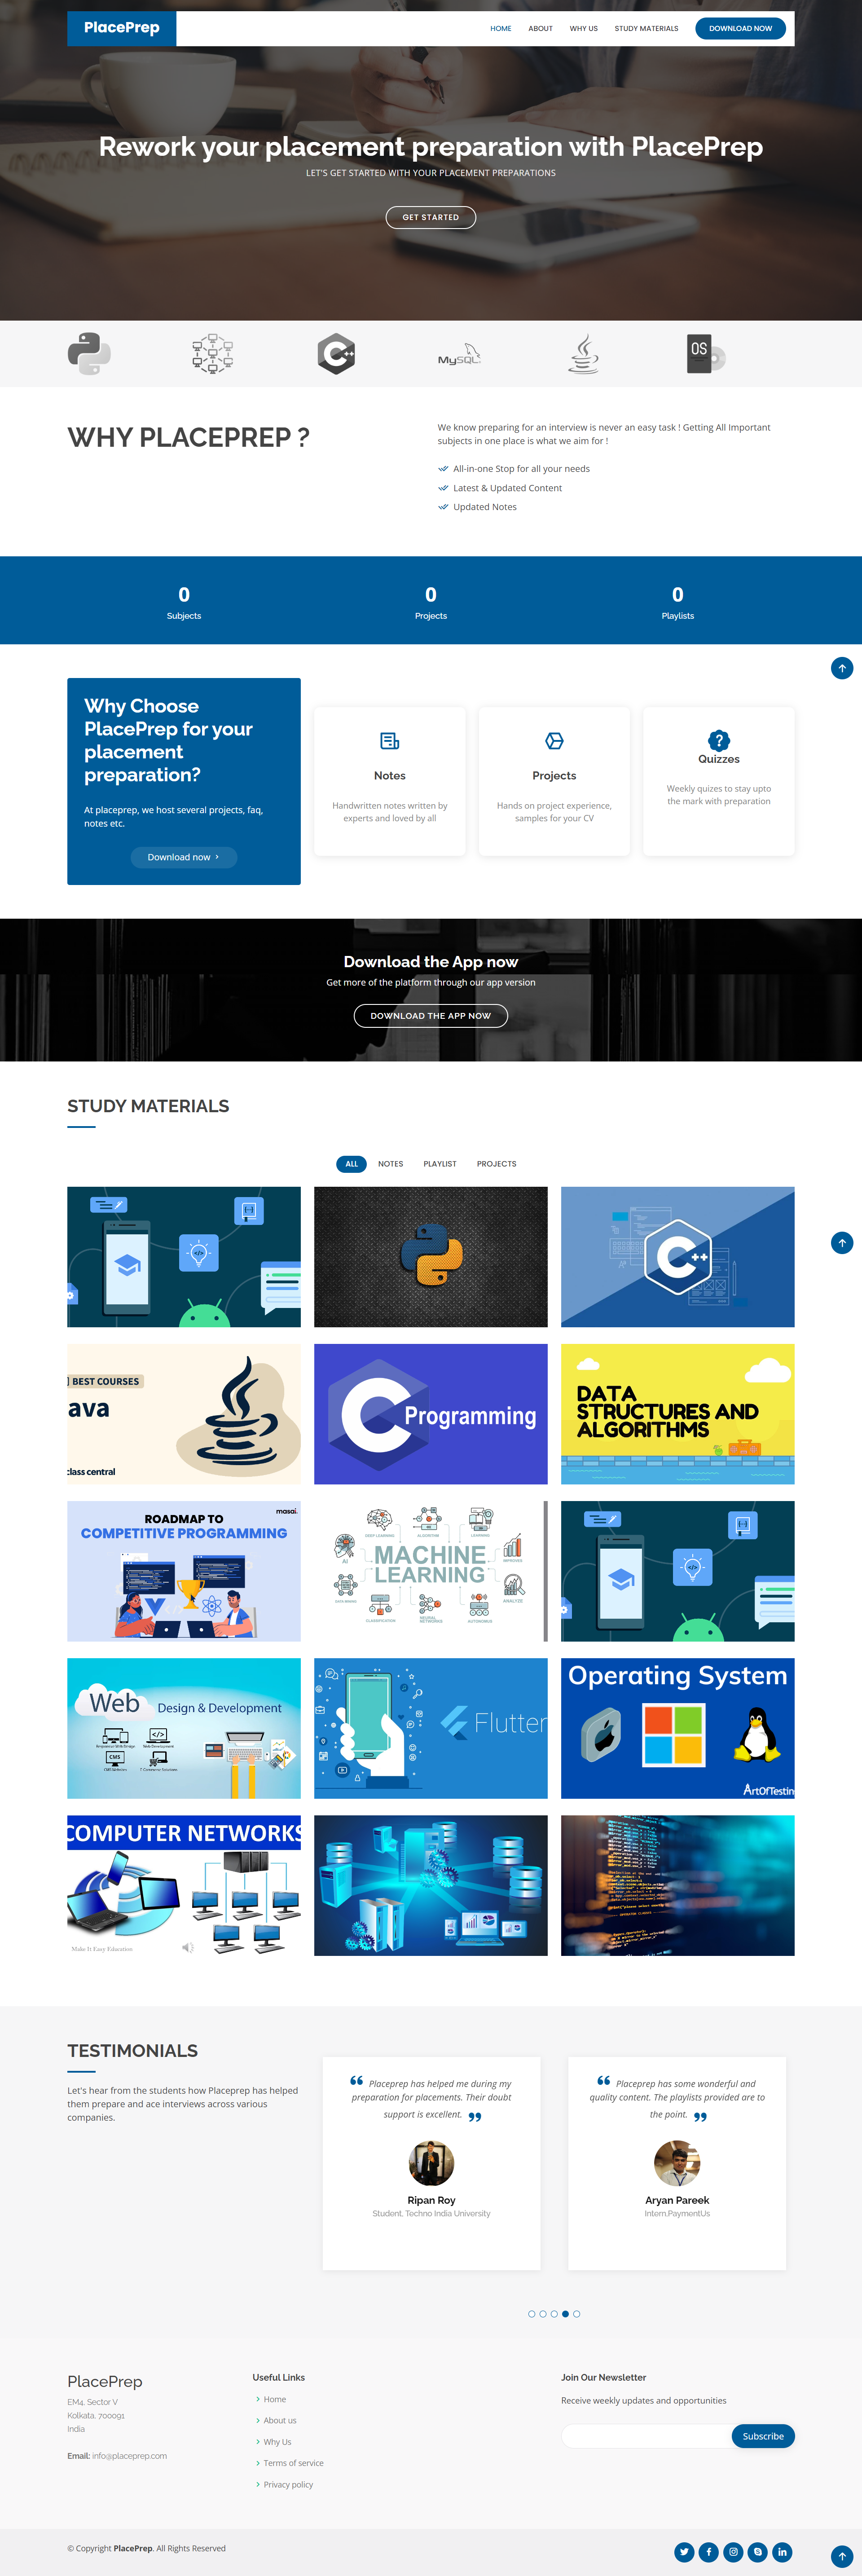 PlacePrep
HOME ABOUT WHY US STUDY MATERIALS DOWNLOAD NOW
Rework your placement preparation with PlacePrep
LET'S GET STARTED WITH YOUR PLACEMENT PREPARATIONS
GET STARTED
C++
MySQL
OS
WHY PLACEPREP ?
We know preparing for an interview is never an easy task ! Getting All Important
subjects in one place is what we aim for !
All-in-one Stop for all your needs
Latest & Updated Content
Updated Notes
0 0 0
Subjects Projects Playlists
Why Choose
PlacePrep for your
placement
preparation?
At placeprep, we host several projects, faq,
notes etc.
Download now
Notes
Handwritten notes written by
experts and loved by all
Projects
Hands on project experience,
samples for your CV
Quizzes
Weekly quizes to stay upto
the mark with preparation
Download the App now
Get more of the platform through our app version
DOWNLOAD THE APP NOW
STUDY MATERIALS
ALL NOTES PLAYLIST PROJECTS
C++
BEST COURSES
ava
class central
C Programming
DATA
STRUCTURES AND
ALGORITHMS
masai.
ROADMAP TO
COMPETITIVE PROGRAMMING
DEEP LEARNING ALGORITHM LEARNING
AI MACHINE LEARNING IMPROVES
ANALYZE
CLASSIFICATION NEURAL NETWORKS AUTONOMUS
Web Design & Development
CMS
Flutter
Operating System
ArtOfTestin
COMPUTER NETWORKS
Make It Easy Education
TESTIMONIALS
Let's hear from the students how Placeprep has helped
them prepare and ace interviews across various
companies.
Placeprep has helped me during my
preparation for placements. Their doubt
support is excellent.
Ripan Roy
Student, Techno India University
Placeprep has some wonderful and
quality content. The playlists provided are to
the point.
Aryan Pareek
Intern,PaymentUs
PlacePrep
EM4, Sector V
Kolkata, 700091
India
Email: info@placeprep.com
Useful Links
Home
About us
Why Us
Terms of service
Privacy policy
Join Our Newsletter
Receive weekly updates and opportunities
Subscribe
© Copyright PlacePrep. All Rights Reserved